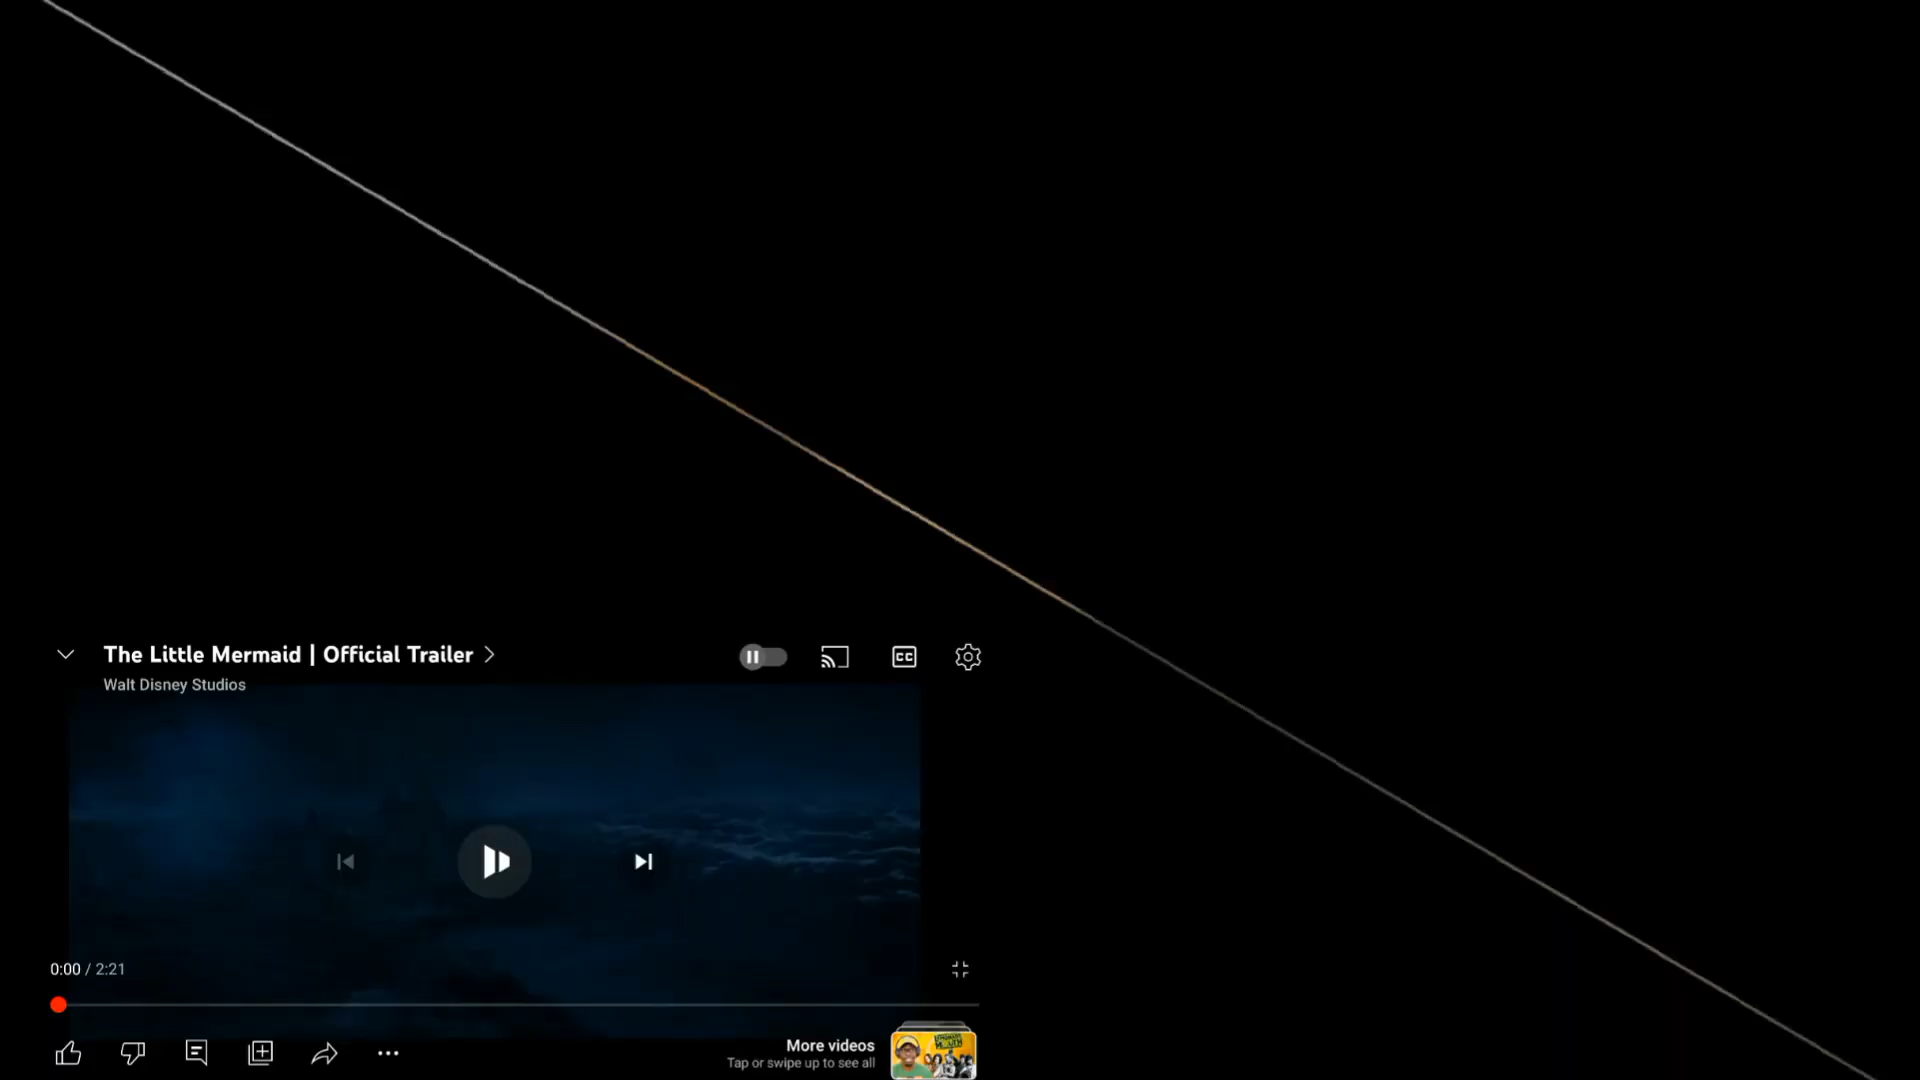 The Little Mermaid | Official Trailer
Walt Disney Studios
CC
0:00 / 2:21
More videos
Tap or swipe up to see all